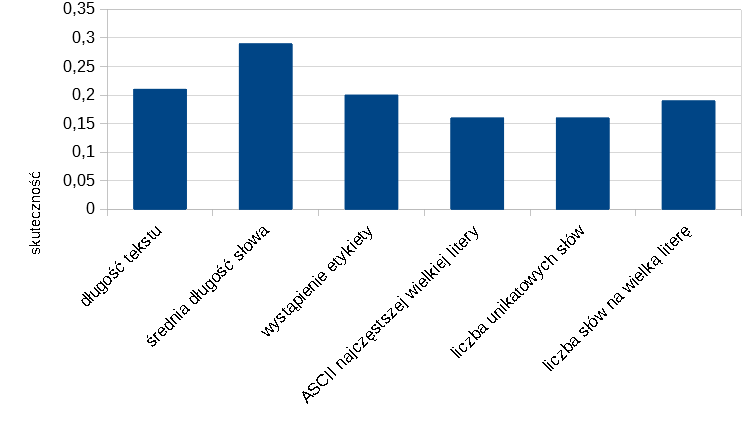 0,35
0,3
0,25
0,2
0,15
0,1
0,05
0
skuteczność
długość tekstu
średnia długość słowa
wystąpienie etykiety
ASCII najczęstszej wielkiej litery
liczba unikatowych słów
liczba słów na wielką literę